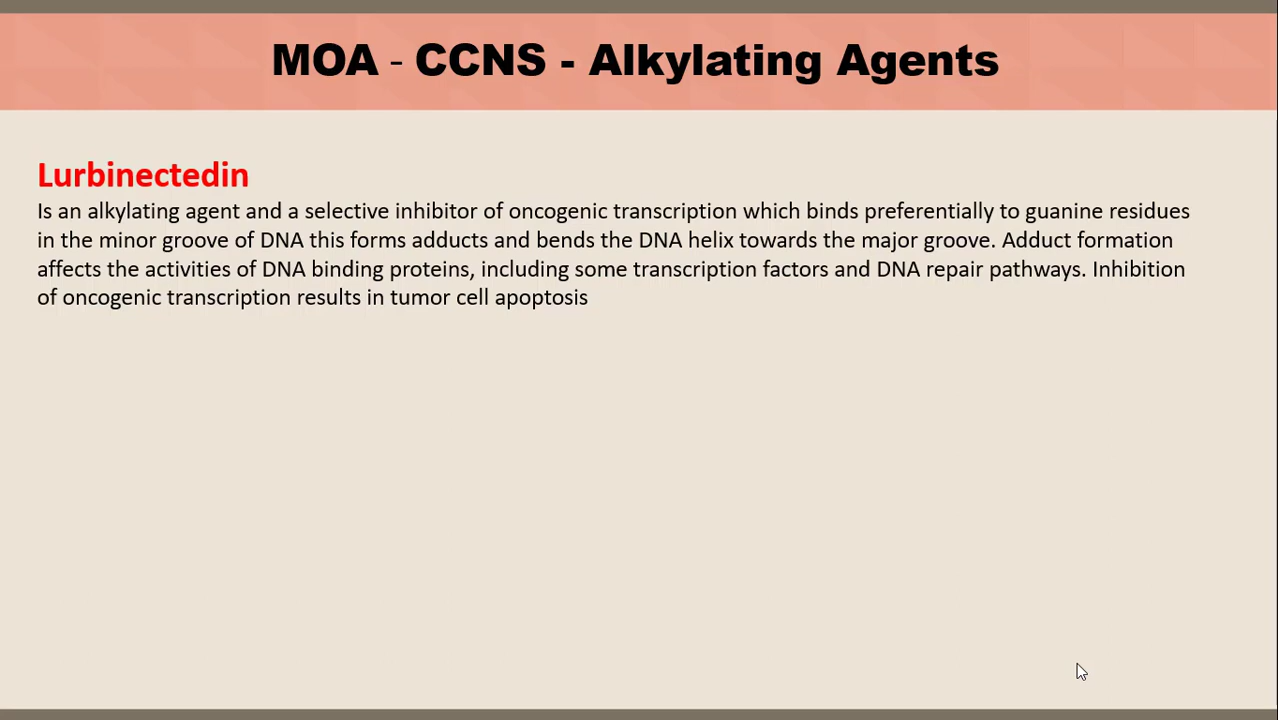 MOA - CCNS - Alkylating Agents
Lurbinectedin
Is an alkylating agent and a selective inhibitor of oncogenic transcription which binds preferentially to guanine residues
in the minor groove of DNA this forms adducts and bends the DNA helix towards the major groove. Adduct formation
affects the activities of DNA binding proteins, including some transcription factors and DNA repair pathways. Inhibition
of oncogenic transcription results in tumor cell apoptosis